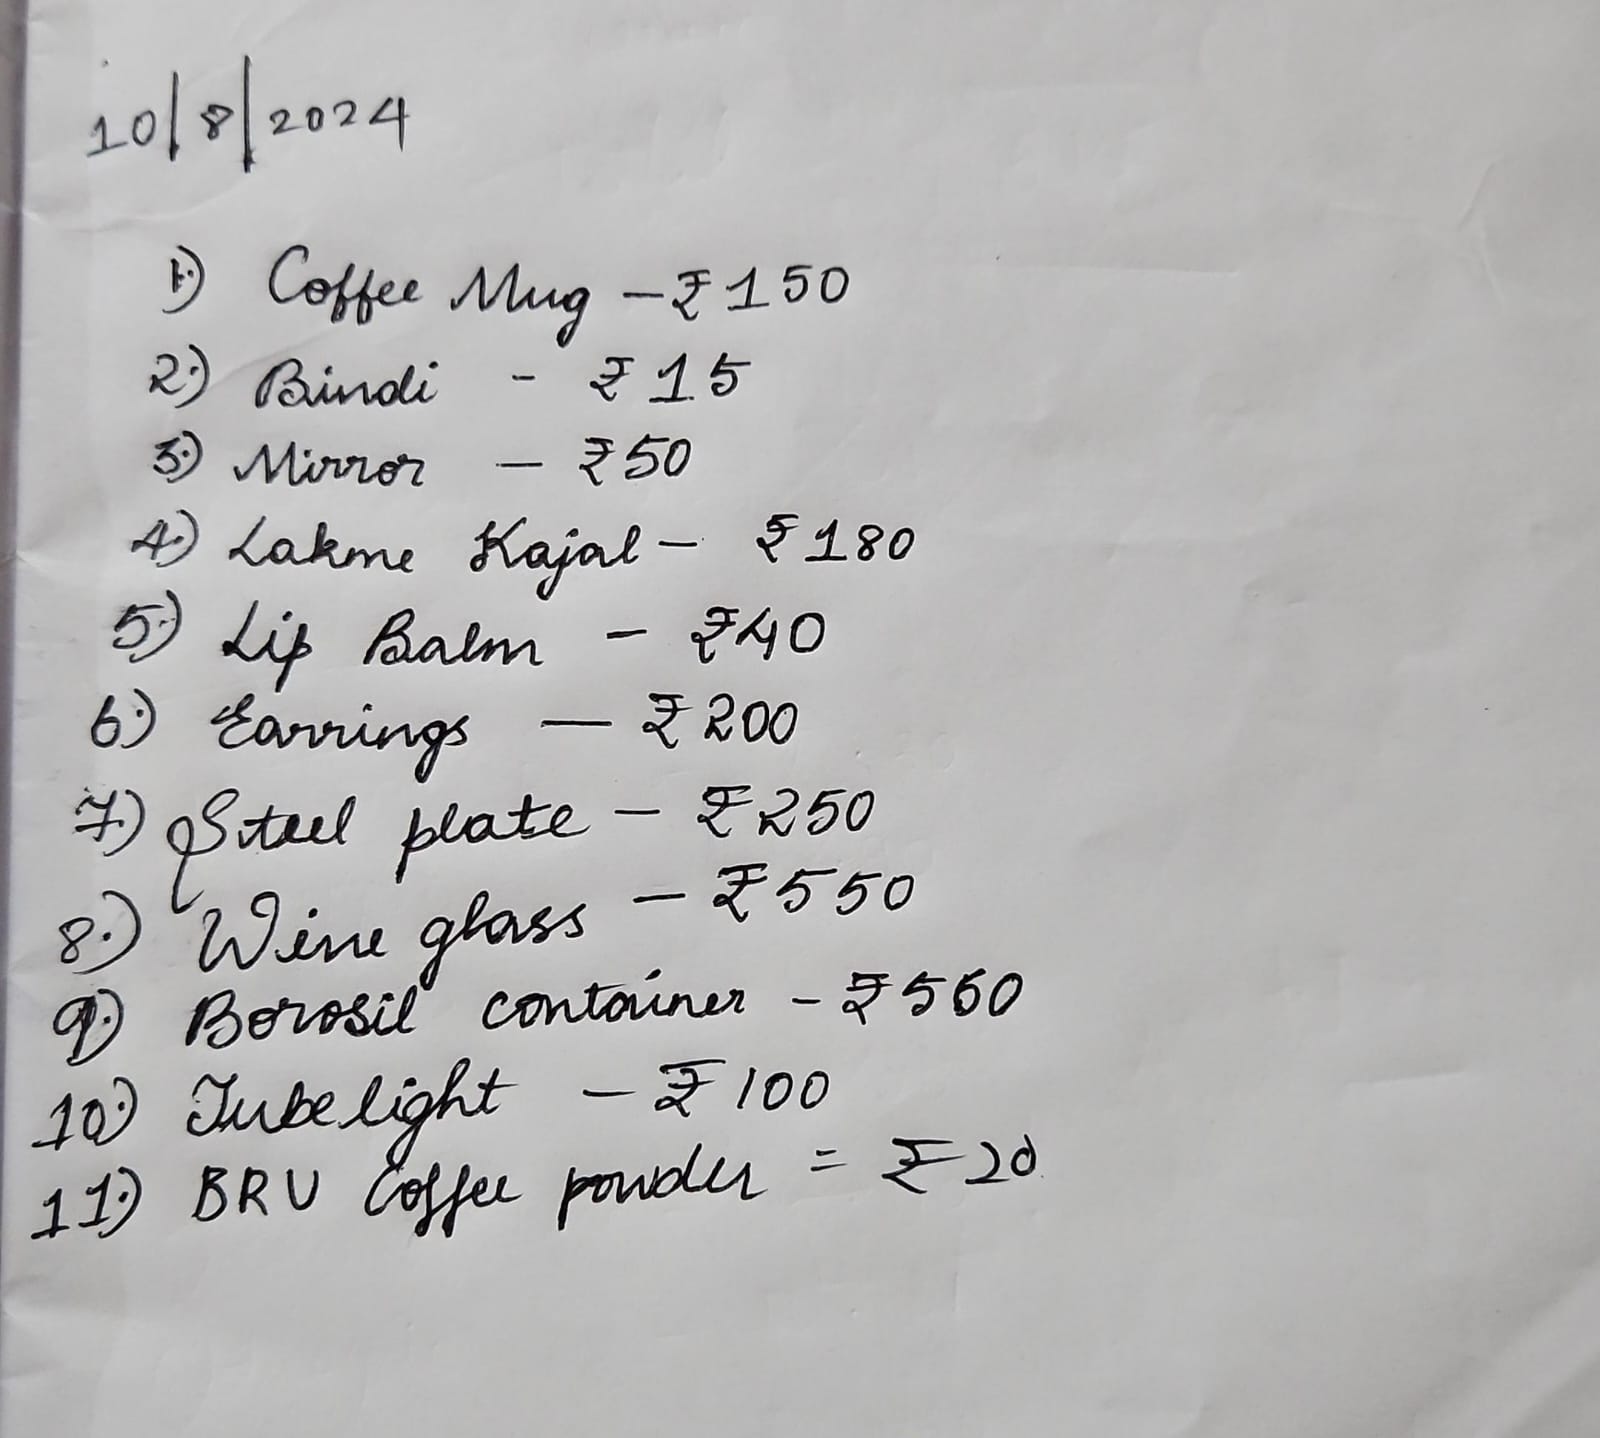 10/8/2024
1.) Coffee Mug - ₹150
2.) Bindi - ₹15
3.) Mirror - ₹50
4.) Lakme Kajal - ₹180
5.) Lip Balm - ₹40
6.) Earrings - ₹200
7.) Steel plate - ₹250
8.) Wine glass - ₹550
9.) Borosil container - ₹560
10.) Tubelight - ₹100
11.) BRU Coffee powder = ₹20